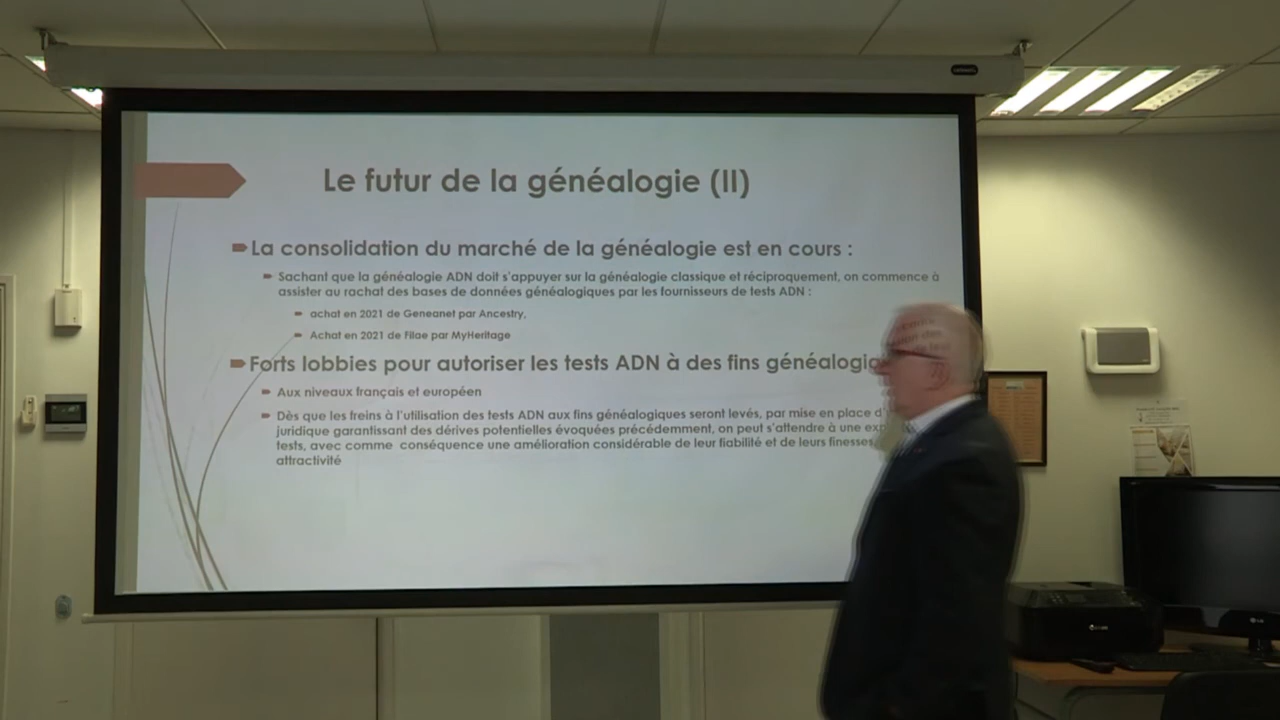 Le futur de la généalogie (II)
La consolidation du marché de la généalogie est en cours :
Sachant que la généalogie ADN doit s'appuyer sur la généalogie classique et réciproquement, on commence à
assister au rachat des bases de données généalogiques par les fournisseurs de tests ADN :
achat en 2021 de Geneanet par Ancestry,
Achat en 2021 de Filae par MyHeritage
Forts lobbies pour autoriser les tests ADN à des fins
Aux niveaux français et européen
Dès que les freins à l'utilisation des tests ADN aux fins généalogiques seront levés, par mise en place
juridique garantissant des dérives potentielles évoquées précédemment, on peut s'attendre à une
tests, avec comme conséquence une amélioration considérable de leur fiabilité et de leurs finesses,
attractivité
LG